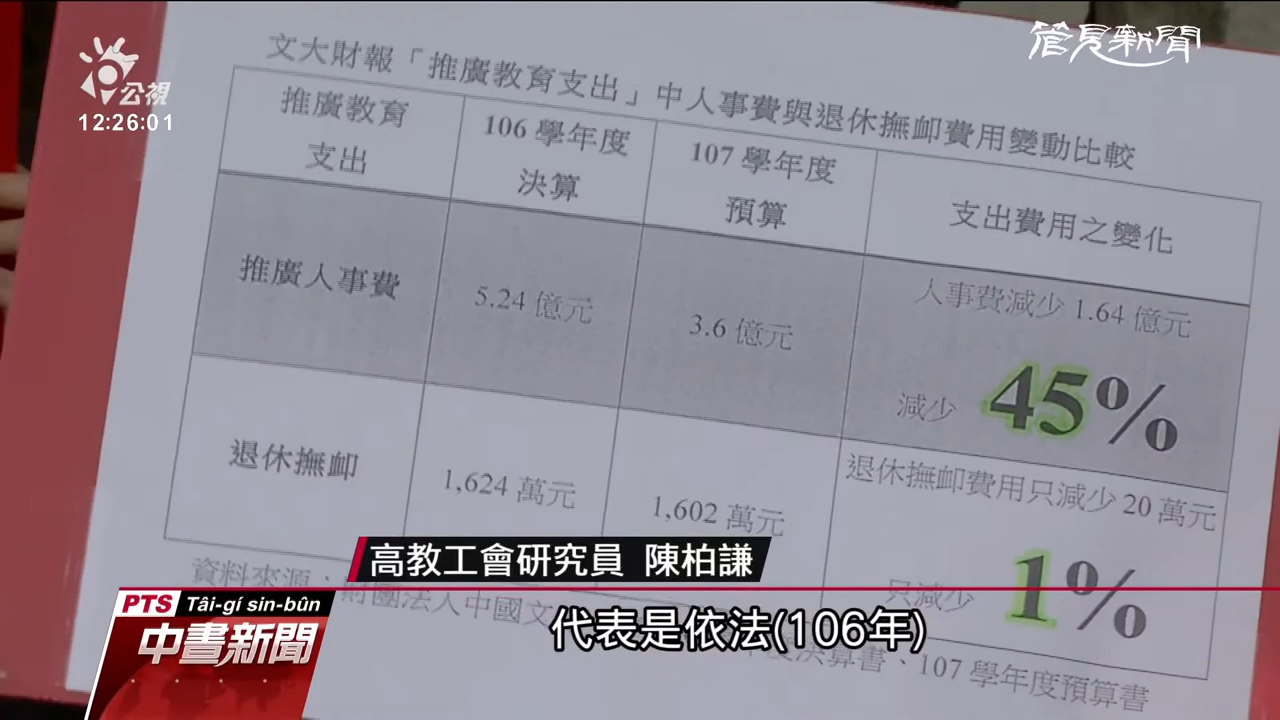 公視
12:26:01
管見新聞
文大財報「推廣教育支出」中人事費與退休撫卹費用變動比較
推廣教育
支出
106 學年度
決算
107 學年度
預算
支出費用之變化
推廣人事費
5.24 億元
3.6 億元
人事費減少 1.64 億元
減少 45%
退休撫卹
1,624 萬元
1,602 萬元
退休撫卹費用只減少 20 萬元
只減少 1%
資料來源：財團法人中國文
決算書、107 學年度預算書
高教工會研究員 陳柏謙
代表是依法(106年)
PTS Tâi-gí sin-bûn
中晝新聞